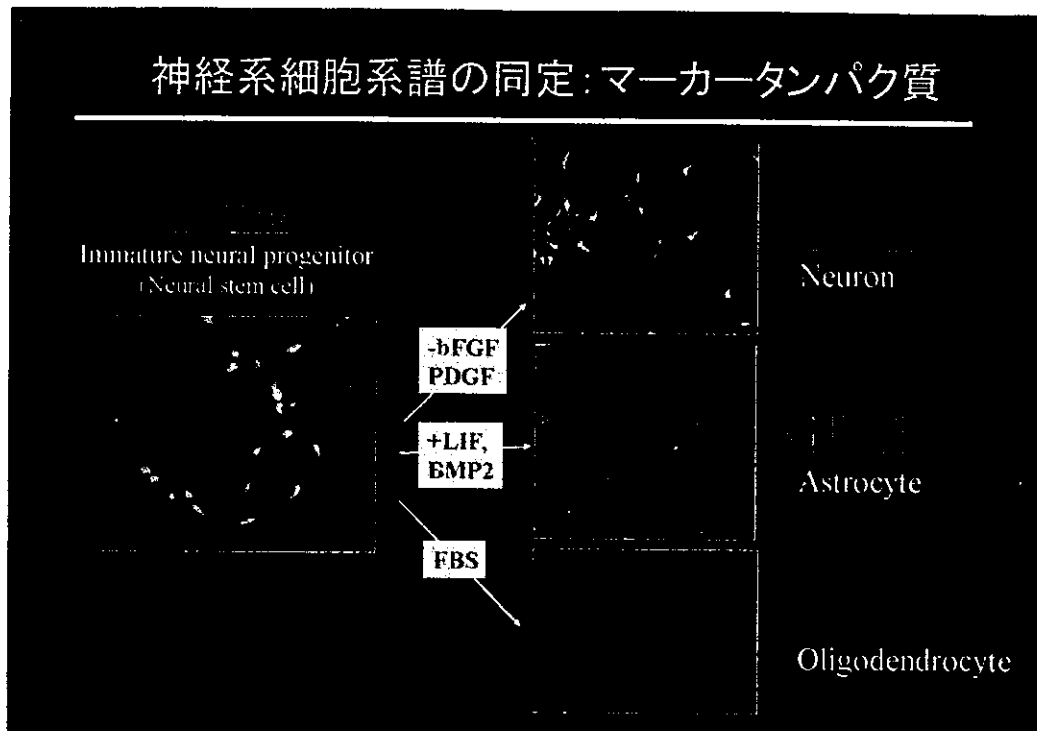 神経系細胞系譜の同定:マーカータンパク質
Immature neural progenitor
(Neural stem cell)
-bFGF
PDGF
+LIF,
BMP2
FBS
Neuron
Astrocyte
Oligodendrocyte